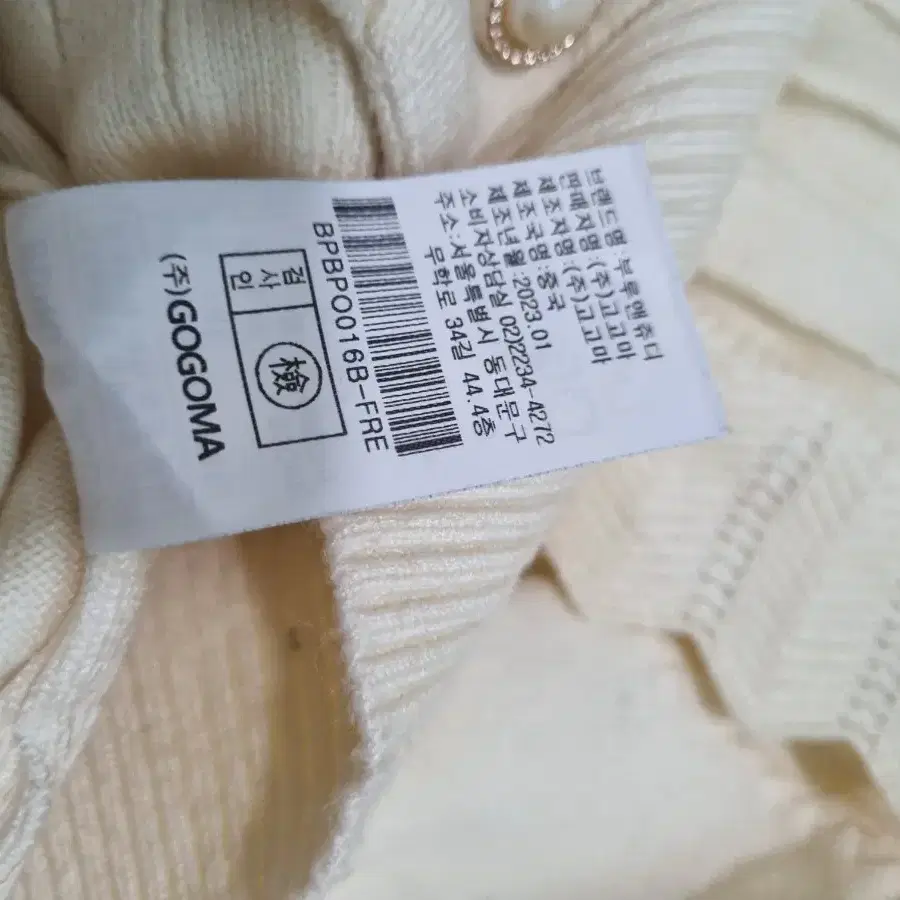 브랜드명:부룩앤쥬디
판매자명:(주)고고마
제조자명:(주)고고마
제조국명:중국
제조년월:2023.01
소비자상담실 02)2234-4272
주소:서울특별시 동대문구
무학로 34길 44.4층
BPBPO016B-FRE
검사인
檢
(주)GOGOMA